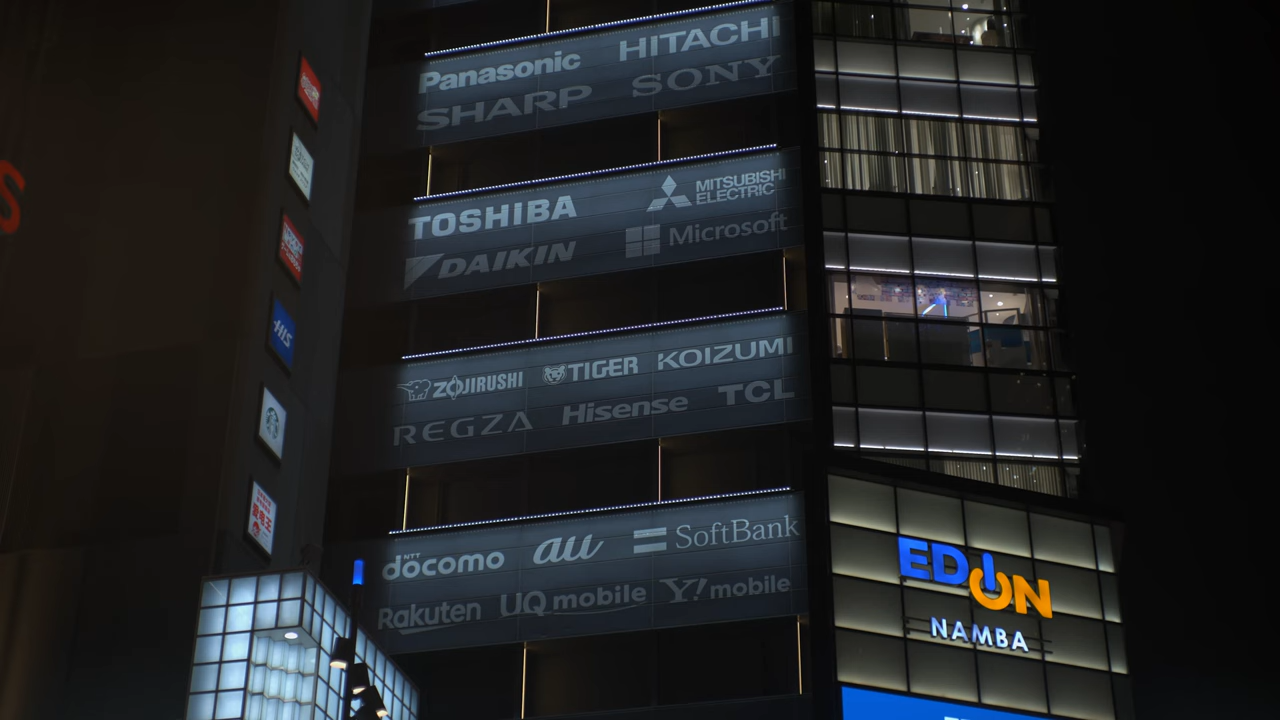 Panasonic HITACHI
SHARP SONY
TOSHIBA MITSUBISHI ELECTRIC
DAIKIN Microsoft
ZOJIRUSHI TIGER KOIZUMI
REGZA Hisense TCL
NTT docomo au SoftBank
Rakuten UQ mobile Y!mobile
HIS
EDION
NAMBA
S